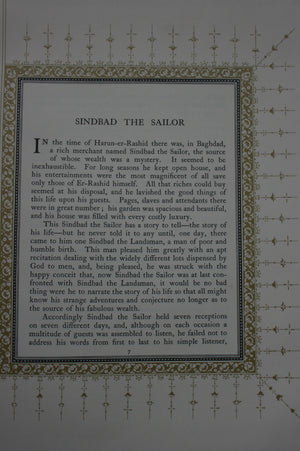 SINDBAD THE SAILOR
IN the time of Harun-er-Rashid there was, in Baghdad,
a rich merchant named Sindbad the Sailor, the source
of whose wealth was a mystery. It seemed to be
inexhaustible. For long seasons he kept open house, and
his entertainments were the most magnificent of all save
only those of Er-Rashid himself. All that riches could buy
seemed at his disposal, and he lavished the good things of
this life upon his guests. Pages, slaves and attendants there
were in great number; his garden was spacious and beautiful,
and his house was filled with every costly luxury.
This Sindbad the Sailor has a story to tell—the story of
his life—but he never told it to any until, one day, there
came to him one Sindbad the Landsman, a man of poor and
humble birth. This man pleased him greatly with an apt
recitation dealing with the widely different lots dispensed by
God to men, and, being pleased, he was struck with the
happy conceit that, now Sindbad the Sailor was at last con-
fronted with Sindbad the Landsman, it would be no bad
thing were he to narrate the story of his life so that all might
know his strange adventures and conjecture no longer as to
the source of his fabulous wealth.
Accordingly Sindbad the Sailor held seven receptions
on seven different days, and, although on each occasion a
multitude of guests was assembled to listen, he failed not to
address his words from first to last to his simple listener,
7